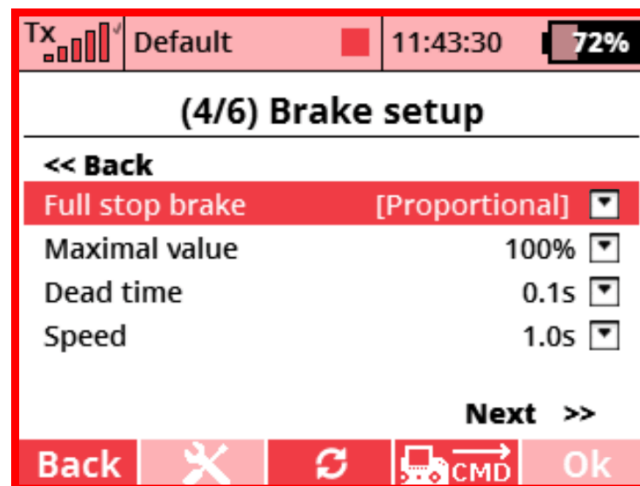 Tx Default 11:43:30 72%
(4/6) Brake setup
<< Back
Full stop brake [Proportional]
Maximal value 100%
Dead time 0.1s
Speed 1.0s
Next >>
Back CMD Ok